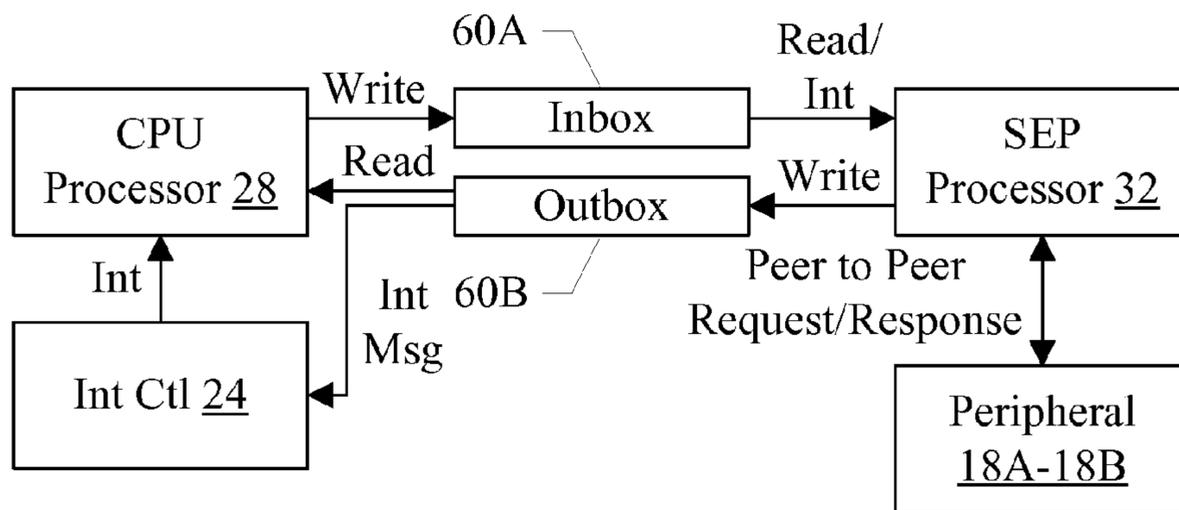 60A
Read/
Int
Write
Inbox
CPU
Processor 28
SEP
Processor 32
Read
Outbox
Write
Int
Int
Msg
60B
Peer to Peer
Request/Response
Int Ctl 24
Peripheral
18A-18B